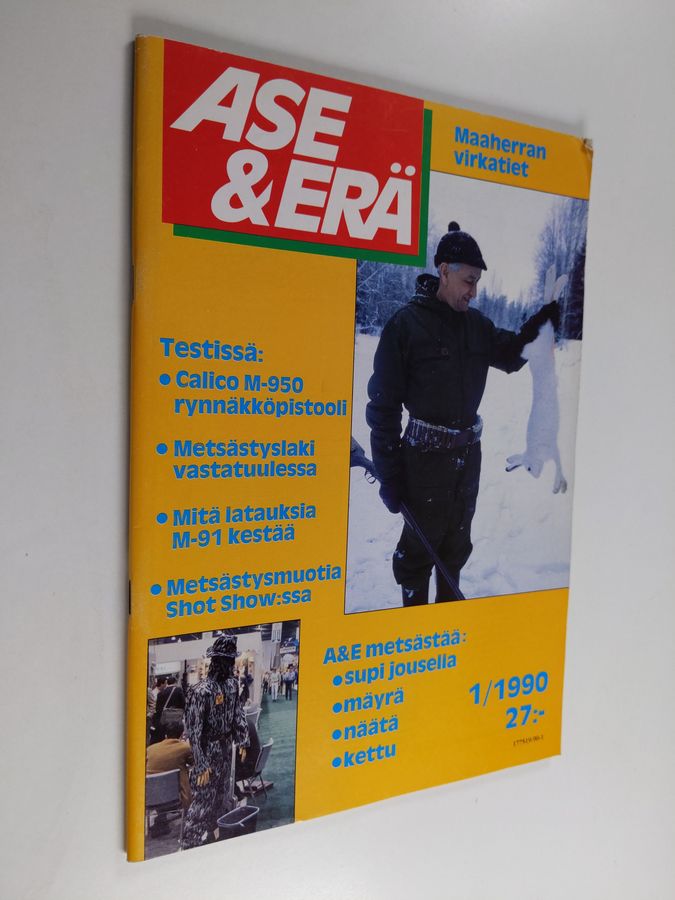 ASE
& ERÄ
Maaherran
virkatiet
Testissä:
• Calico M-950
rynnäkköpistooli
• Metsästyslaki
vastatuulessa
• Mitä latauksia
M-91 kestää
• Metsästysmuotia
Shot Show:ssa
A&E metsästää:
• supi jousella
• mäyrä
• näätä
• kettu
1/1990
27:-